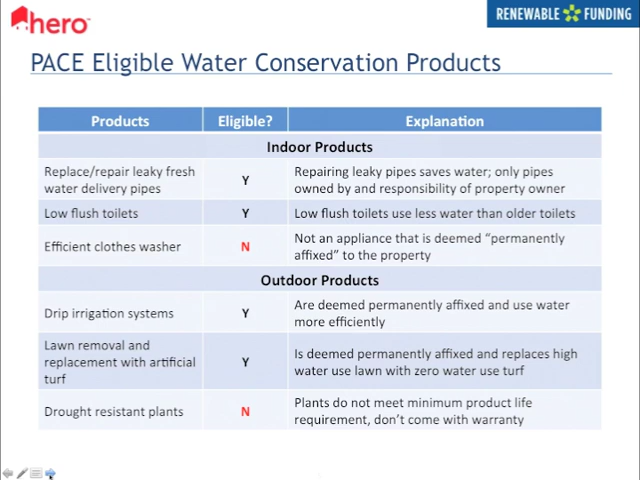 hero
RENEWABLE FUNDING
PACE Eligible Water Conservation Products
Products Eligible? Explanation
Indoor Products
Replace/repair leaky fresh
water delivery pipes
Y
Repairing leaky pipes saves water; only pipes
owned by and responsibility of property owner
Low flush toilets Y Low flush toilets use less water than older toilets
Efficient clothes washer
N
Not an appliance that is deemed “permanently
affixed” to the property
Outdoor Products
Drip irrigation systems
Y
Are deemed permanently affixed and use water
more efficiently
Lawn removal and
replacement with artificial
turf
Y
Is deemed permanently affixed and replaces high
water use lawn with zero water use turf
Drought resistant plants
N
Plants do not meet minimum product life
requirement, don’t come with warranty